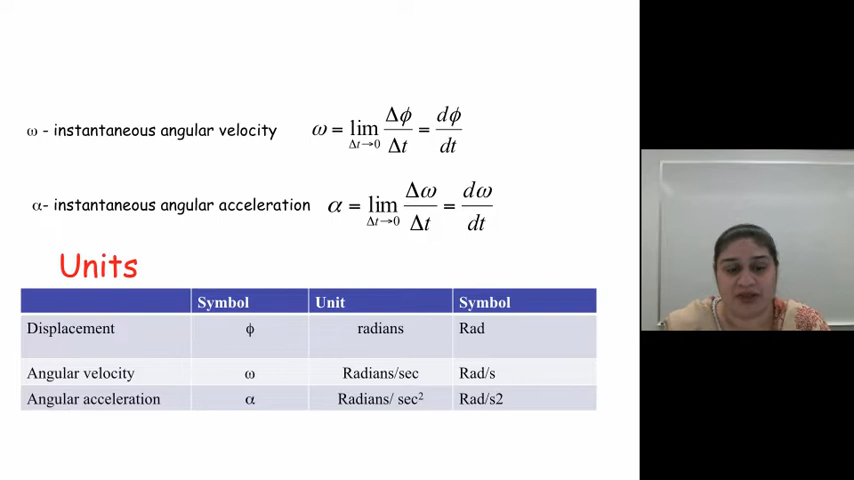 ω - instantaneous angular velocity ω = lim Δt→0 Δϕ/Δt = dϕ/dt
α- instantaneous angular acceleration α = lim Δt→0 Δω/Δt = dω/dt
Units
Symbol Unit Symbol
Displacement ϕ radians Rad
Angular velocity ω Radians/sec Rad/s
Angular acceleration α Radians/ sec² Rad/s2